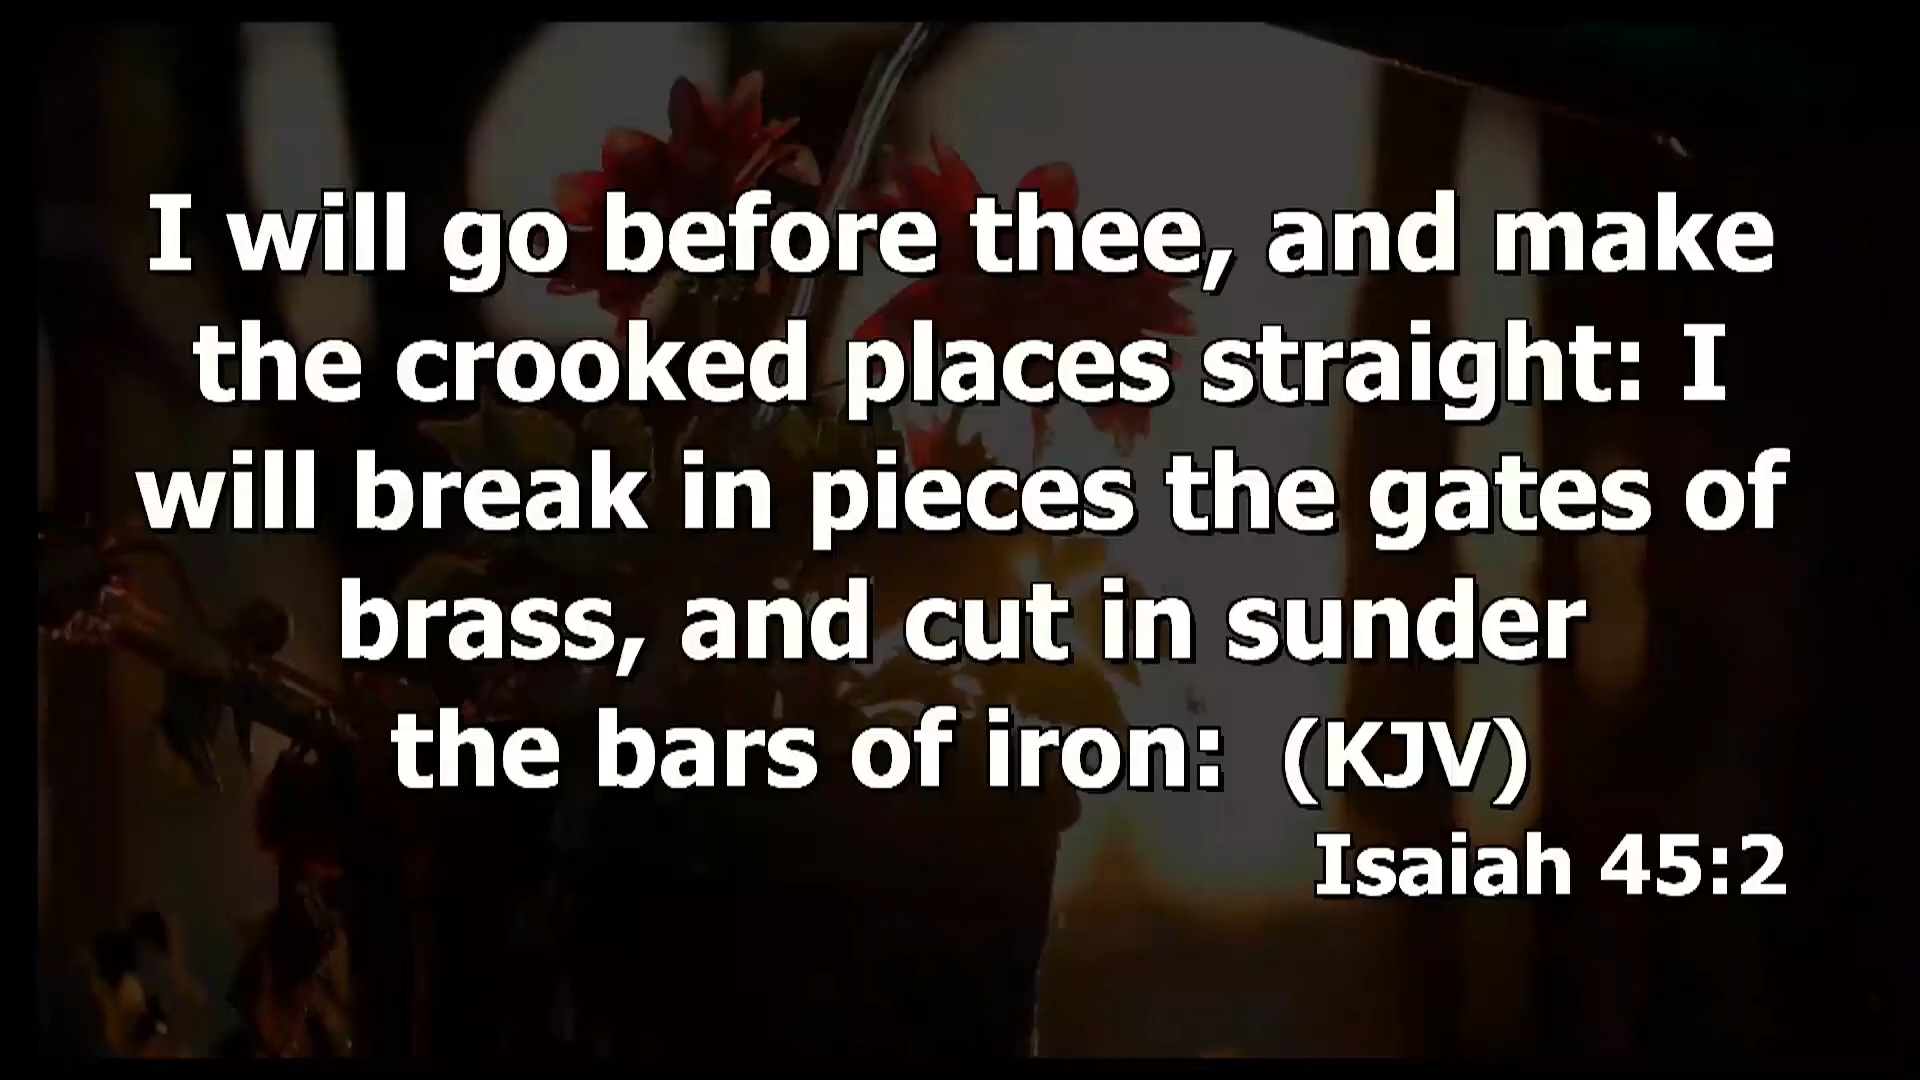 I will go before thee, and make
the crooked places straight: I
will break in pieces the gates of
brass, and cut in sunder
the bars of iron:  (KJV)
Isaiah 45:2